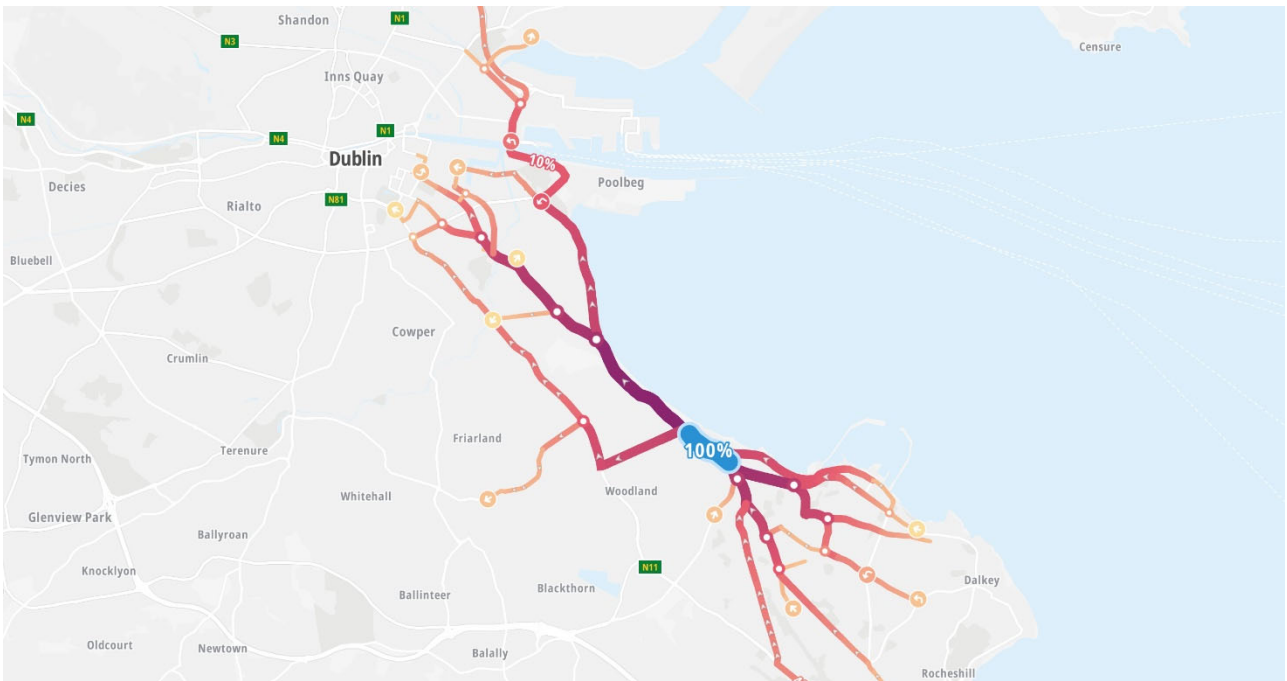 Shandon
N1
N3
Censure
Inns Quay
N4
N1
N4
Dublin
10%
Decies
Poolbeg
N81
Rialto
Bluebell
Cowper
Crumlin
Friarland
100%
Terenure
Tymon North
Woodland
Whitehall
Glenview Park
Ballyroan
N11
Knocklyon
Dalkey
Blackthorn
Ballinteer
Oldcourt
Newtown
Balally
Rocheshill